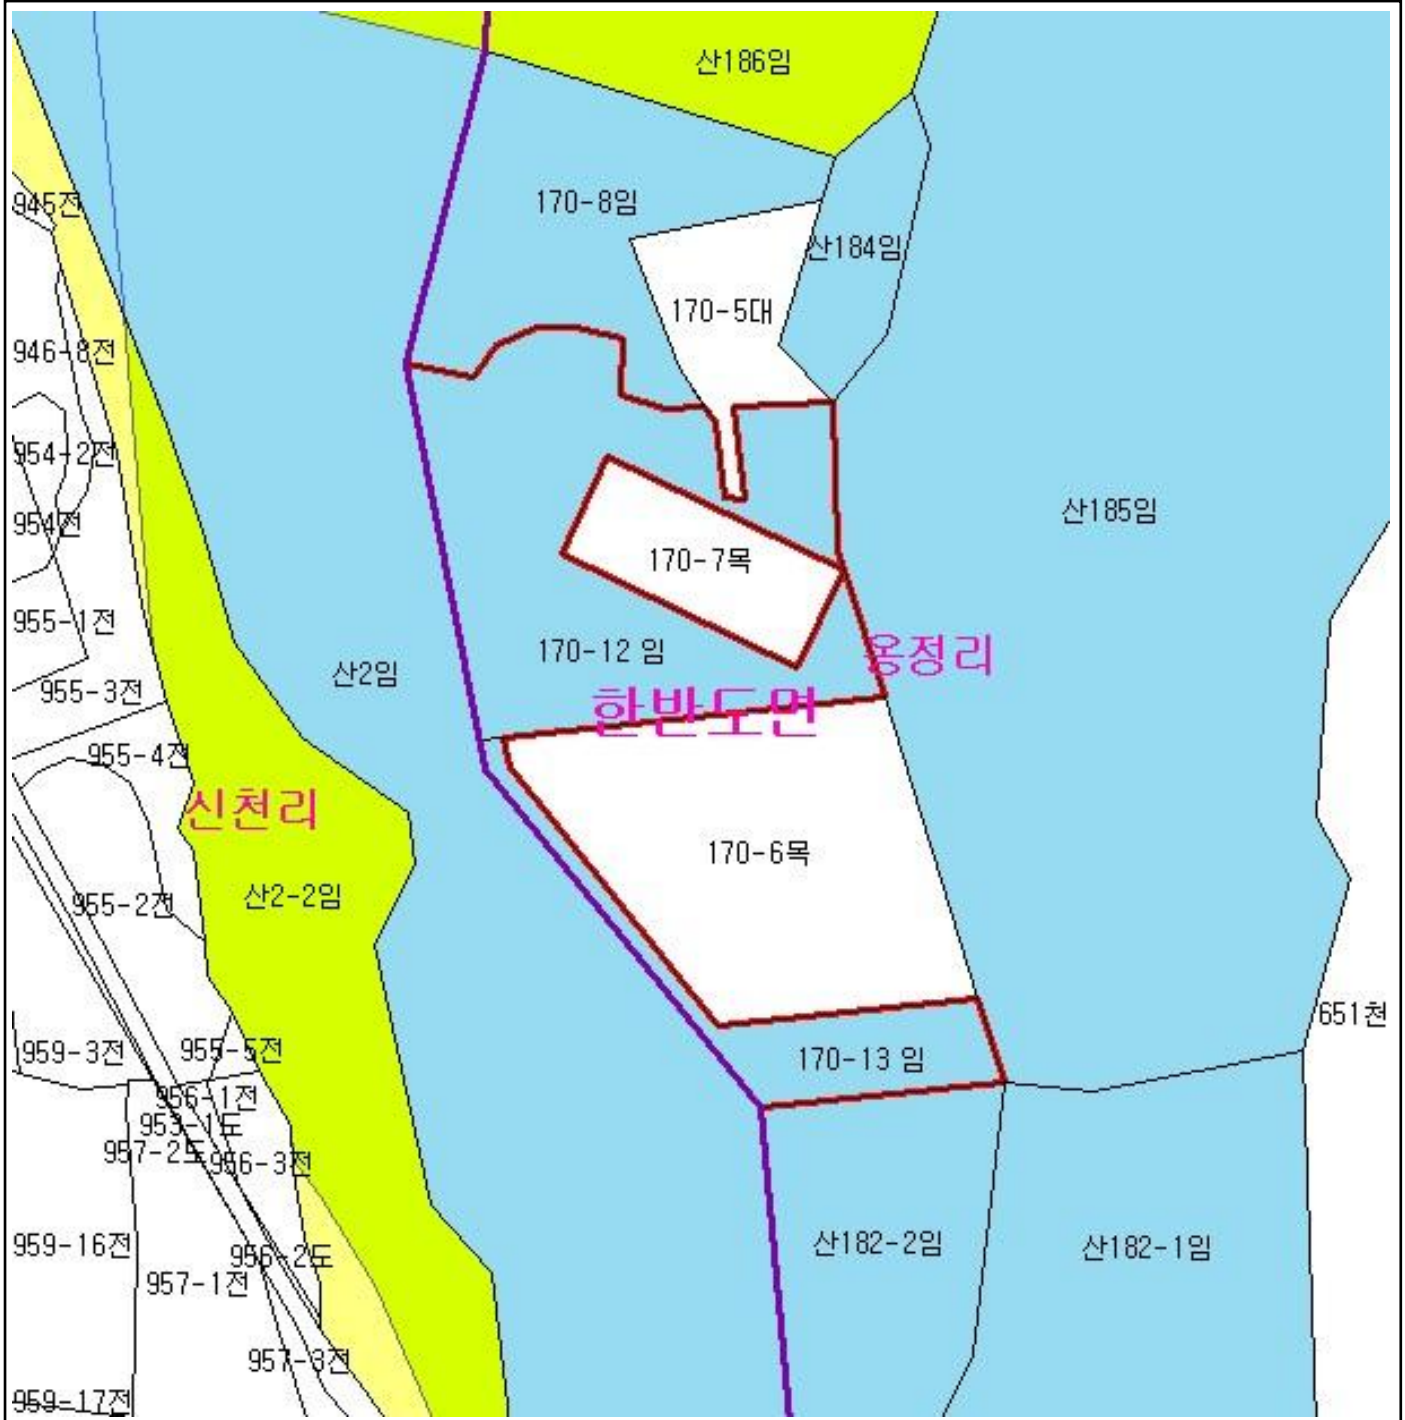 산186임
945전
170-8임
산184임
170-5대
946-8전
954-2전
954전
산185임
170-7목
955-1전
170-12 임
옹정리
산2임
955-3전
한반도면
955-4전
신천리
170-6목
955-2전
산2-2임
651천
959-3전
955-5전
170-13 임
956-1전
953-1도
957-2도
956-3전
959-16전
956-2도
산182-2임
산182-1임
957-1전
957-3전
959-17전